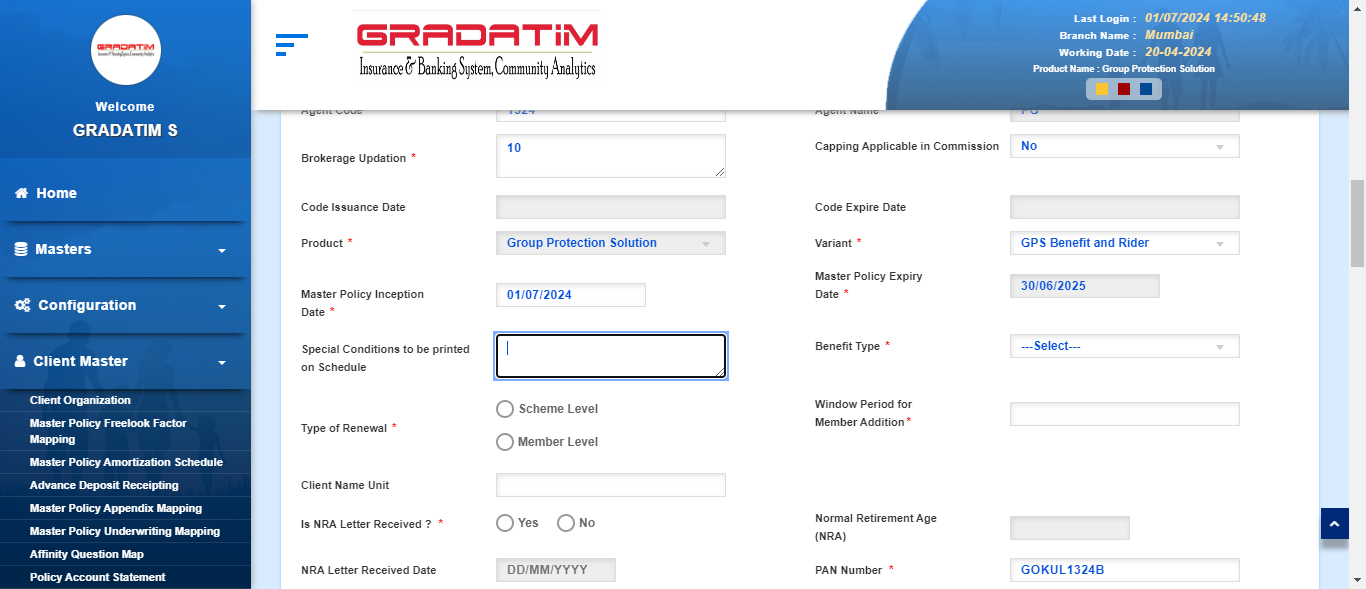 GRADATIM
Insurance & Banking System, Community Analytics
Welcome
GRADATIM S
Home
Masters
Configuration
Client Master
Client Organization
Master Policy Freelook Factor
Mapping
Master Policy Amortization Schedule
Advance Deposit Receipting
Master Policy Appendix Mapping
Master Policy Underwriting Mapping
Affinity Question Map
Policy Account Statement
GRADATIM
Insurance & Banking System, Community Analytics
Last Login : 01/07/2024 14:50:48
Branch Name : Mumbai
Working Date : 20-04-2024
Product Name : Group Protection Solution
Agent Code 1324 Agent Name PG
Brokerage Updation * 10 Capping Applicable in Commission No
Code Issuance Date Code Expire Date
Product * Group Protection Solution Variant * GPS Benefit and Rider
Master Policy Inception
Date * 01/07/2024
Master Policy Expiry
Date * 30/06/2025
Special Conditions to be printed
on Schedule
Benefit Type * ---Select---
Type of Renewal * Scheme Level
Member Level
Window Period for
Member Addition *
Client Name Unit
Is NRA Letter Received ? * Yes No
Normal Retirement Age
(NRA)
NRA Letter Received Date DD/MM/YYYY PAN Number * GOKUL1324B